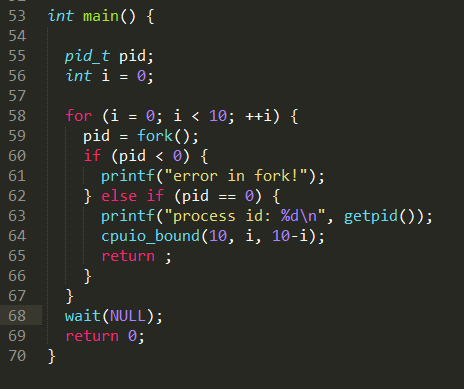 53 int main() {
54
55 pid_t pid;
56 int i = 0;
57
58 for (i = 0; i < 10; ++i) {
59 pid = fork();
60 if (pid < 0) {
61 printf("error in fork!");
62 } else if (pid == 0) {
63 printf("process id: %d\n", getpid());
64 cpuio_bound(10, i, 10-i);
65 return ;
66 }
67 }
68 wait(NULL);
69 return 0;
70 }